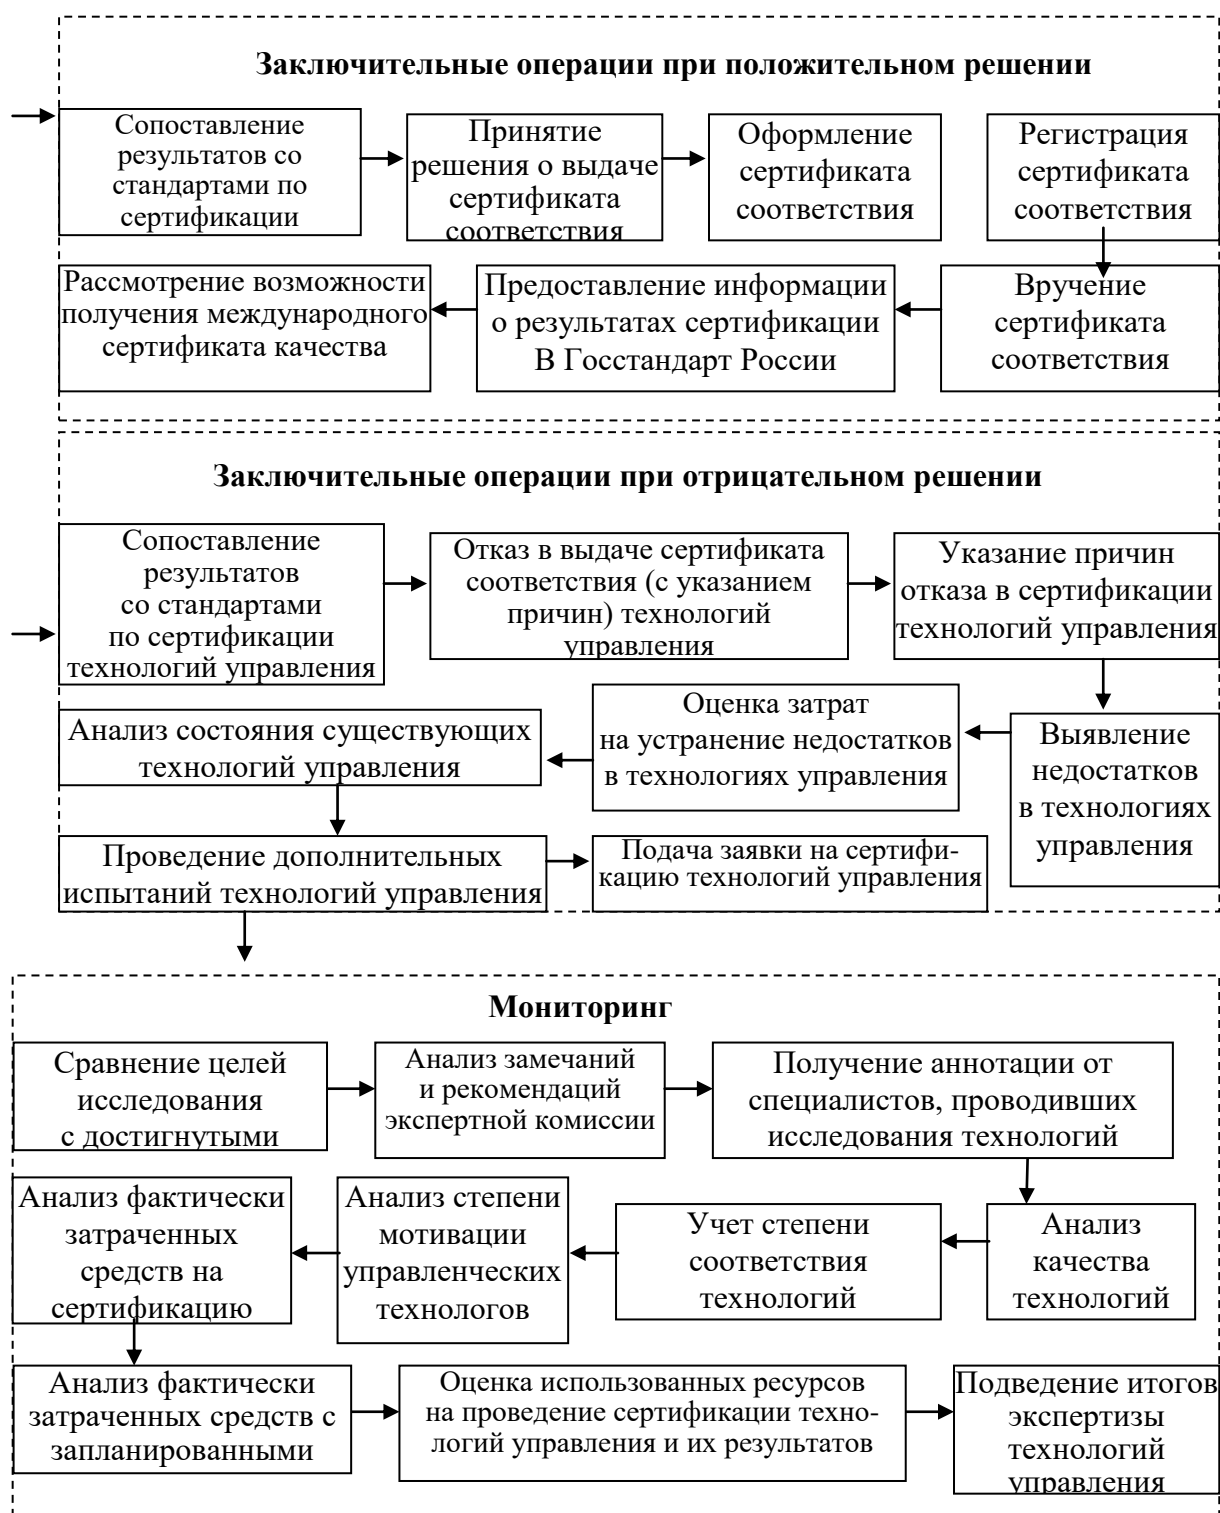 Заключительные операции при положительном решении
Сопоставление
результатов со
стандартами по
сертификации
Принятие
решения о выдаче
сертификата
соответствия
Оформление
сертификата
соответствия
Регистрация
сертификата
соответствия
Рассмотрение возможности
получения международного
сертификата качества
Предоставление информации
о результатах сертификации
В Госстандарт России
Вручение
сертификата
соответствия
Заключительные операции при отрицательном решении
Сопоставление
результатов
со стандартами
по сертификации
технологий управления
Отказ в выдаче сертификата
соответствия (с указанием
причин) технологий
управления
Указание причин
отказа в сертификации
технологий управления
Анализ состояния существующих
технологий управления
Оценка затрат
на устранение недостатков
в технологиях управления
Выявление
недостатков
в технологиях
управления
Проведение дополнительных
испытаний технологий управления
Подача заявки на сертифи-
кацию технологий управления
Мониторинг
Сравнение целей
исследования
с достигнутыми
Анализ замечаний
и рекомендаций
экспертной комиссии
Получение аннотации от
специалистов, проводивших
исследования технологий
Анализ фактически
затраченных
средств на
сертификацию
Анализ степени
мотивации
управленческих
технологов
Учет степени
соответствия
технологий
Анализ
качества
технологий
Анализ фактически
затраченных средств с
запланированными
Оценка использованных ресурсов
на проведение сертификации техно-
логий управления и их результатов
Подведение итогов
экспертизы
технологий
управления